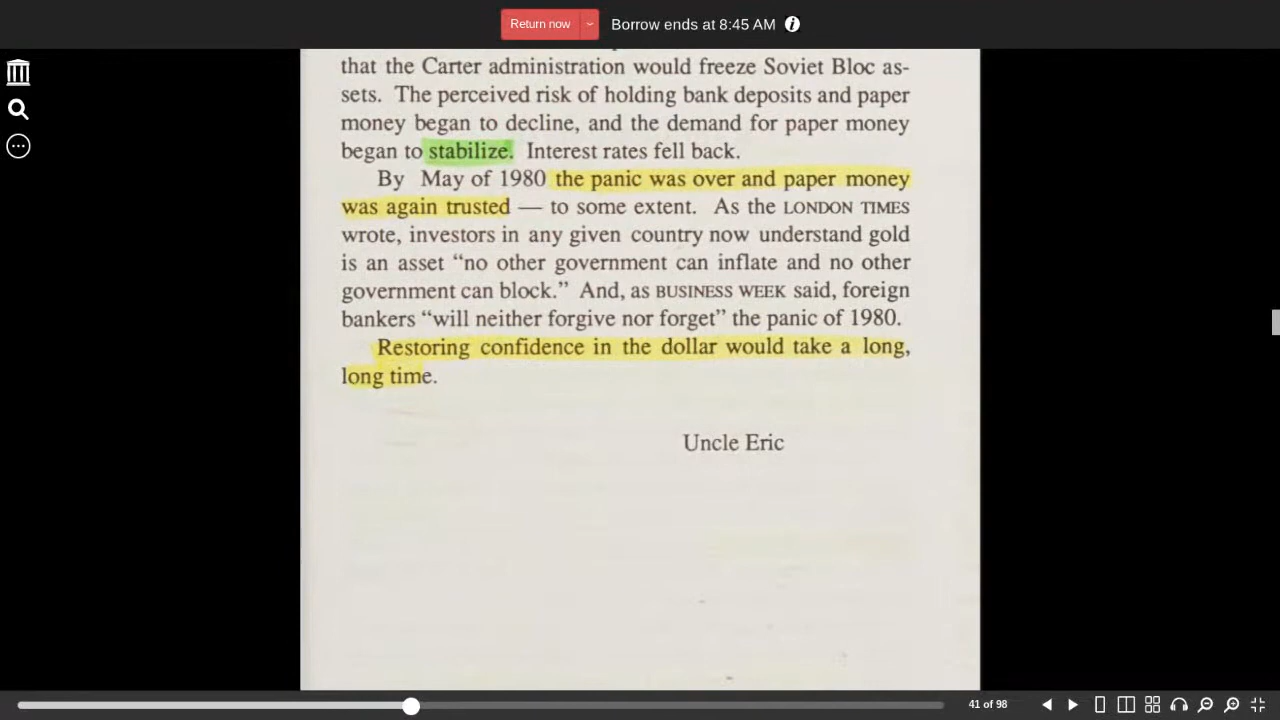 Return now
Borrow ends at 8:45 AM
that the Carter administration would freeze Soviet Bloc as-
sets. The perceived risk of holding bank deposits and paper
money began to decline, and the demand for paper money
began to stabilize. Interest rates fell back.
By May of 1980 the panic was over and paper money
was again trusted — to some extent. As the LONDON TIMES
wrote, investors in any given country now understand gold
is an asset “no other government can inflate and no other
government can block.” And, as BUSINESS WEEK said, foreign
bankers “will neither forgive nor forget” the panic of 1980.
Restoring confidence in the dollar would take a long,
long time.
Uncle Eric
41 of 98